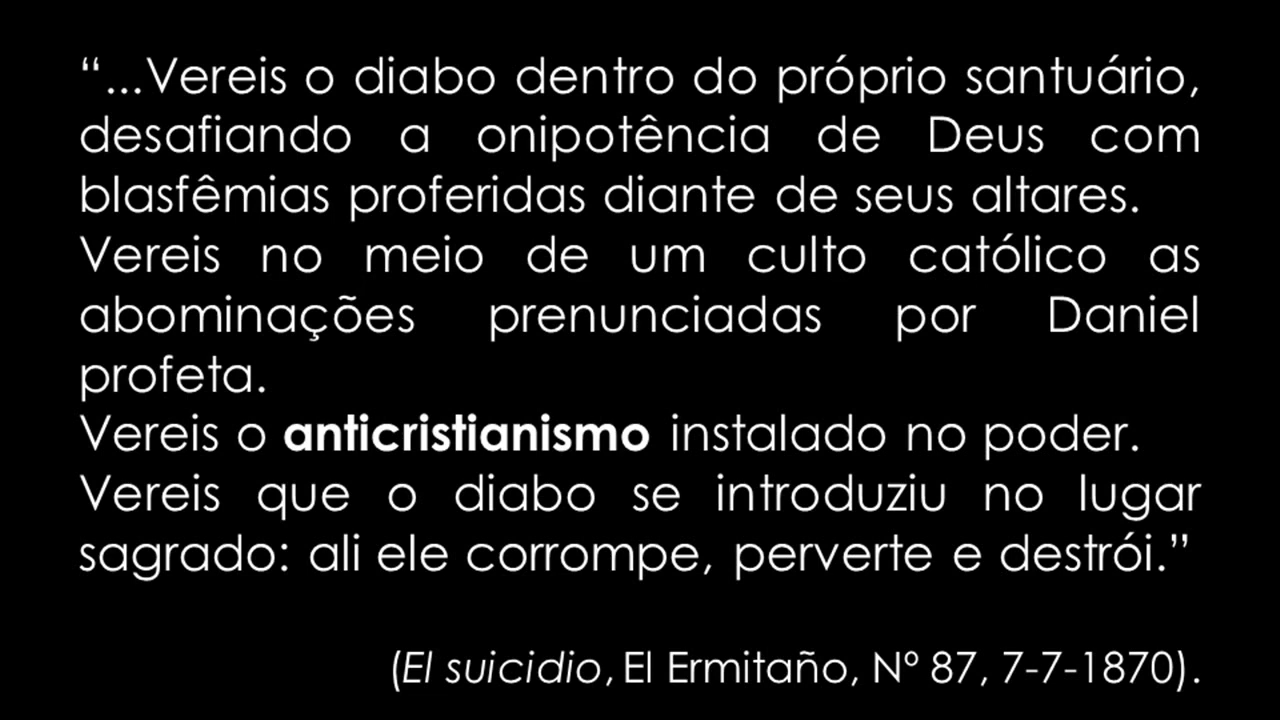 “...Vereis o diabo dentro do próprio santuário,
desafiando a onipotência de Deus com
blasfêmias proferidas diante de seus altares.
Vereis no meio de um culto católico as
abominações prenunciadas por Daniel
profeta.
Vereis o anticristianismo instalado no poder.
Vereis que o diabo se introduziu no lugar
sagrado: ali ele corrompe, perverte e destrói.”
(El suicidio, El Ermitaño, Nº 87, 7-7-1870).